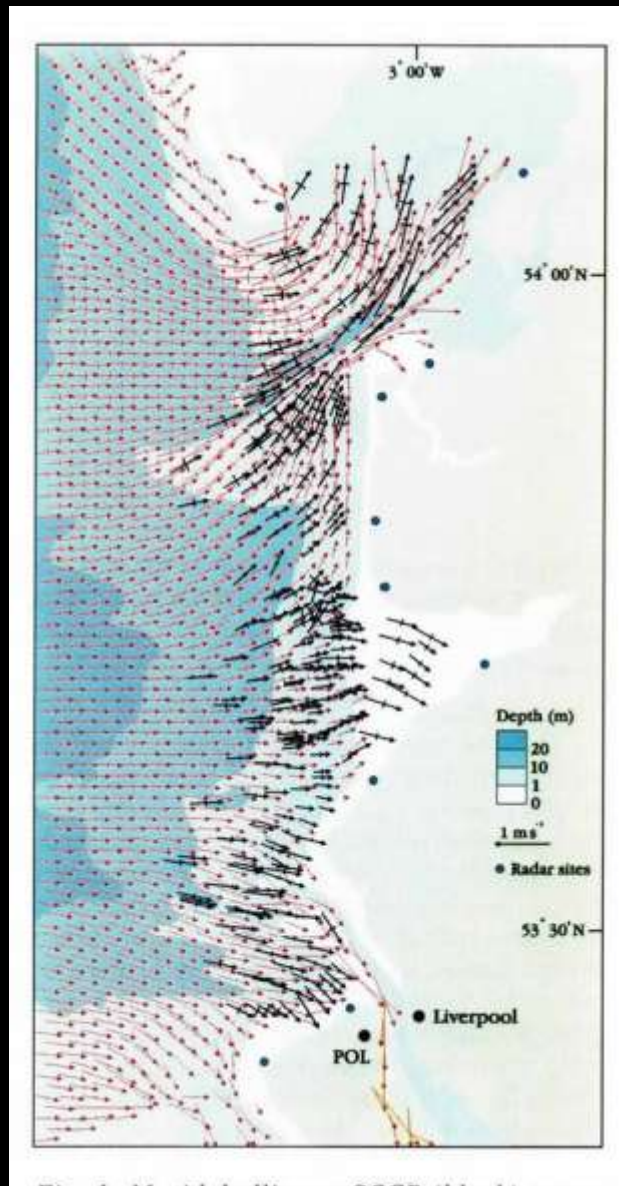 3°00'W
54°00'N
Depth (m)
20
10
1
0
1 m s⁻¹
Radar sites
53°30'N
Liverpool
POL